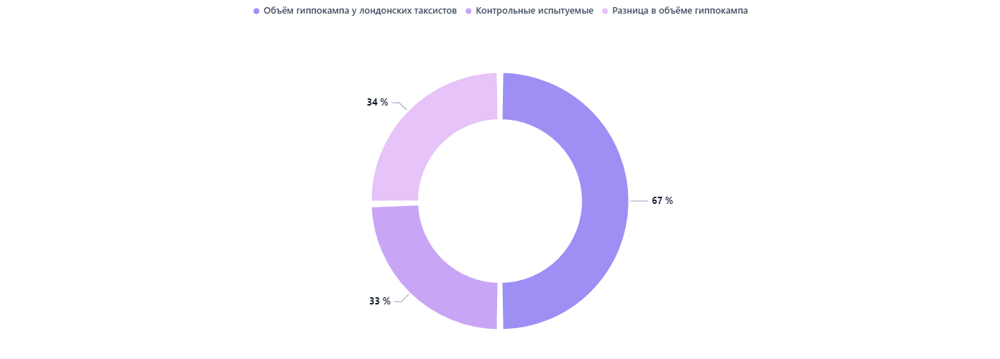 Объём гиппокампа у лондонских таксистов Контрольные испытуемые Разница в объёме гиппокампа
34 %
67 %
33 %